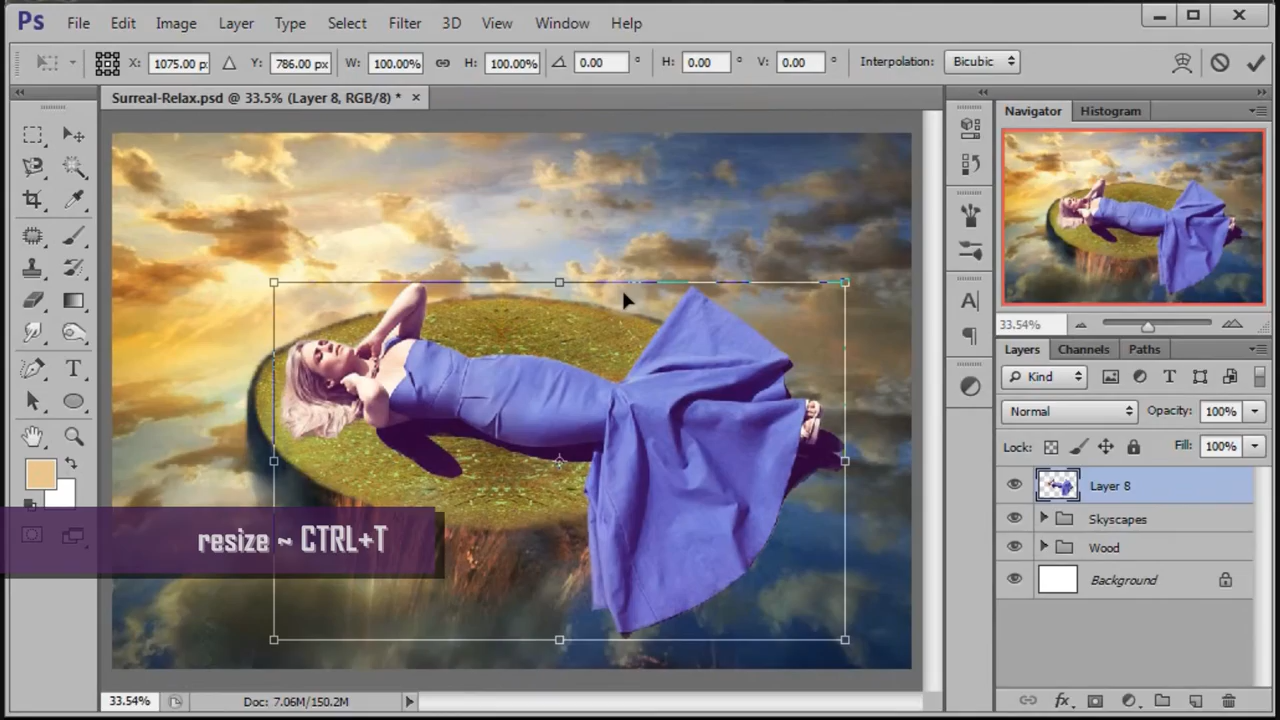 Ps File Edit Image Layer Type Select Filter 3D View Window Help
X: 1075.00 p Y: 786.00 px W: 100.00% H: 100.00% 0.00 ° H: 0.00 ° V: 0.00 ° Interpolation: Bicubic
Surreal-Relax.psd @ 33.5% (Layer 8, RGB/8) * ×
Navigator Histogram
33.54%
Layers Channels Paths
Kind
Normal Opacity: 100%
Lock: Fill: 100%
Layer 8
Skyscapes
Wood
Background
resize ~ CTRL+T
33.54% Doc: 7.06M/150.2M